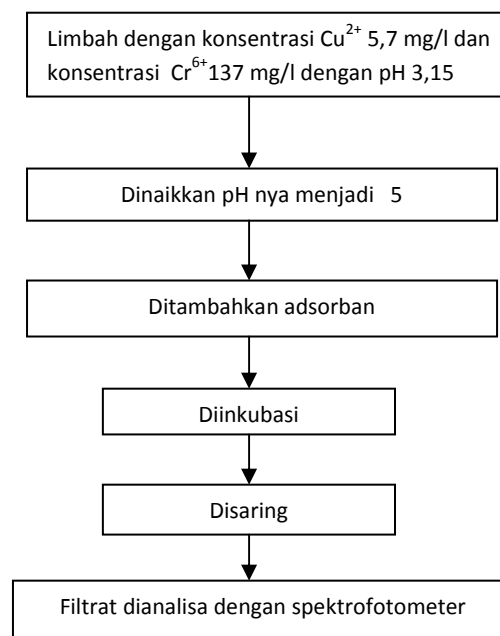 Limbah dengan konsentrasi Cu²⁺ 5,7 mg/l dan
konsentrasi Cr⁶⁺137 mg/l dengan pH 3,15
Dinaikkan pH nya menjadi 5
Ditambahkan adsorban
Diinkubasi
Disaring
Filtrat dianalisa dengan spektrofotometer